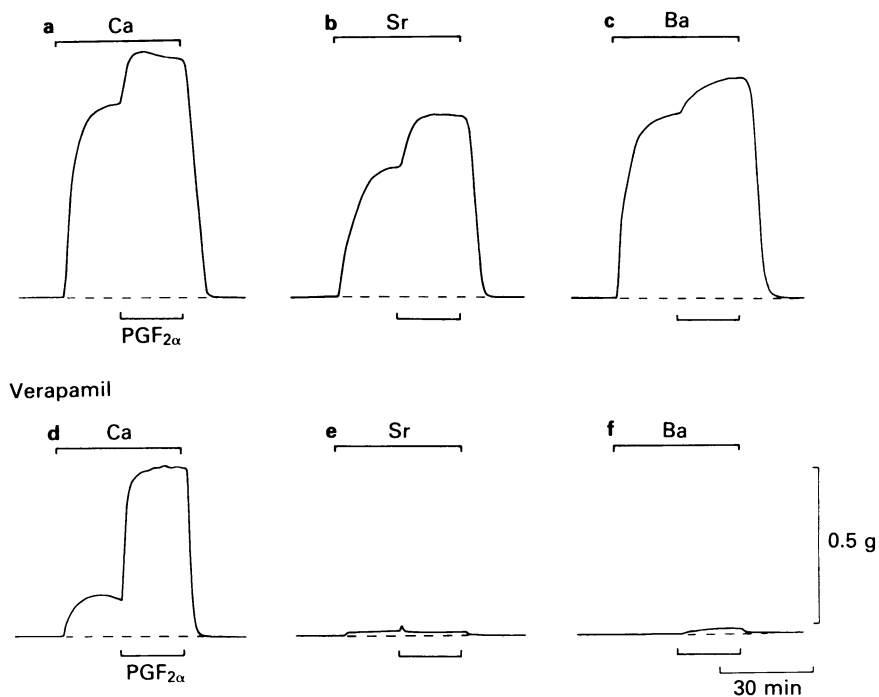 a Ca
b Sr
c Ba
PGF2α
Verapamil
d Ca
e Sr
f Ba
0.5 g
PGF2α
30 min